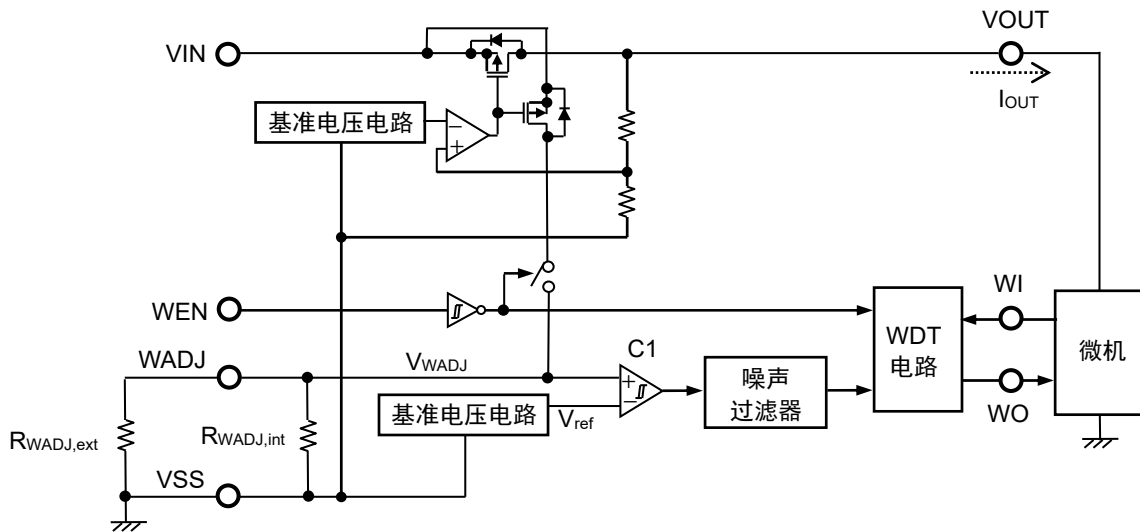 VOUT
VIN
IOUT
基准电压电路
WEN
WI
WADJ
VWADJ
C1
WDT
电路
微机
噪声
过滤器
基准电压电路
Vref
WO
RWADJ,ext
RWADJ,int
VSS